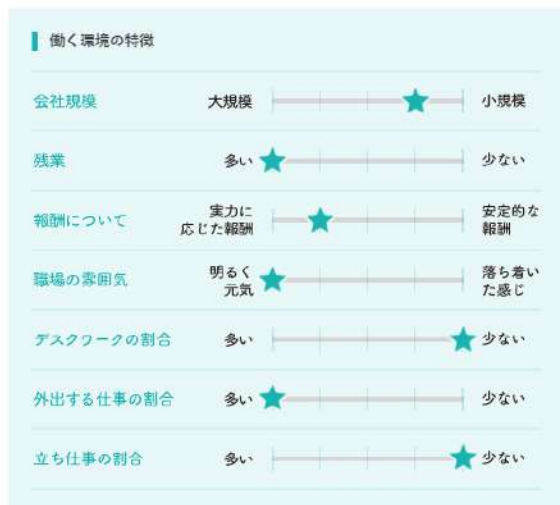 働く環境の特徴
会社規模 大規模 小規模
残業 多い 少ない
報酬について 実力に 安定的な
応じた報酬 報酬
職場の雰囲気 明るく 落ち着い
元気 た感じ
デスクワークの割合 多い 少ない
外出する仕事の割合 多い 少ない
立ち仕事の割合 多い 少ない